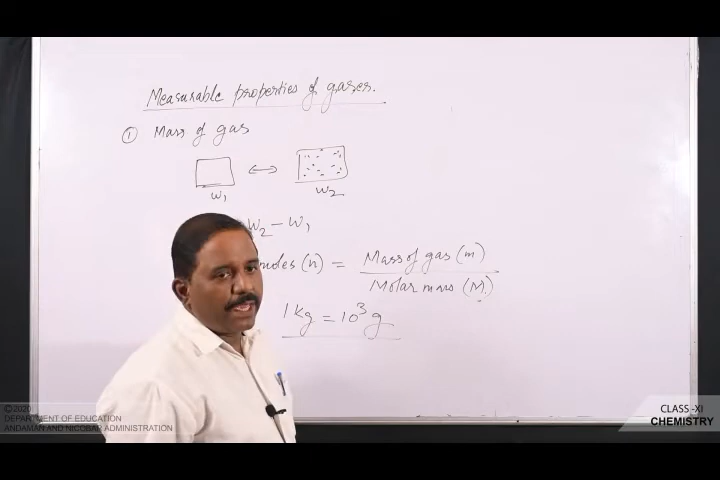 Measurable properties of gases.
① Mass of gas
W₁ ↔ W₂
W₂ - W₁
moles (n) = Mass of gas (m) / Molar mass (M)
1 kg = 10³ g
©2020
DEPARTMENT OF EDUCATION
ANDAMAN AND NICOBAR ADMINISTRATION
CLASS -XI
CHEMISTRY